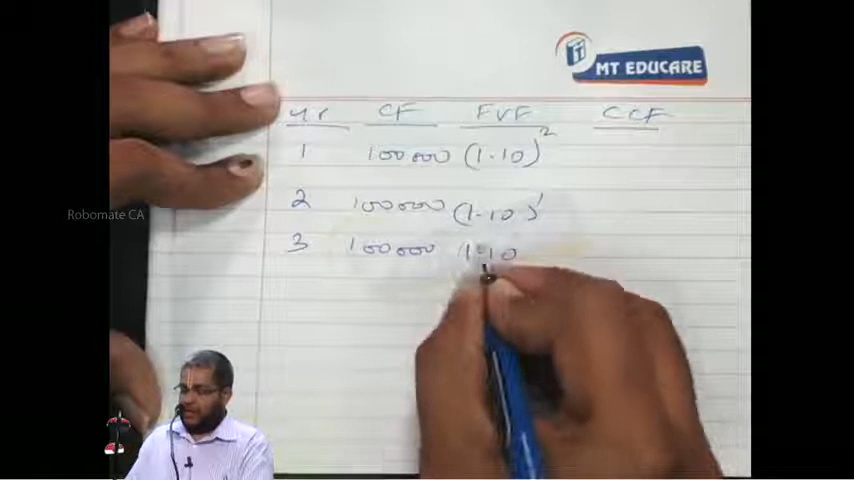 MT EDUCARE
yr CF FVF CCF
1 100000 (1.10)²
2 100000 (1.10)¹
3 100000 1.10
Robomate CA